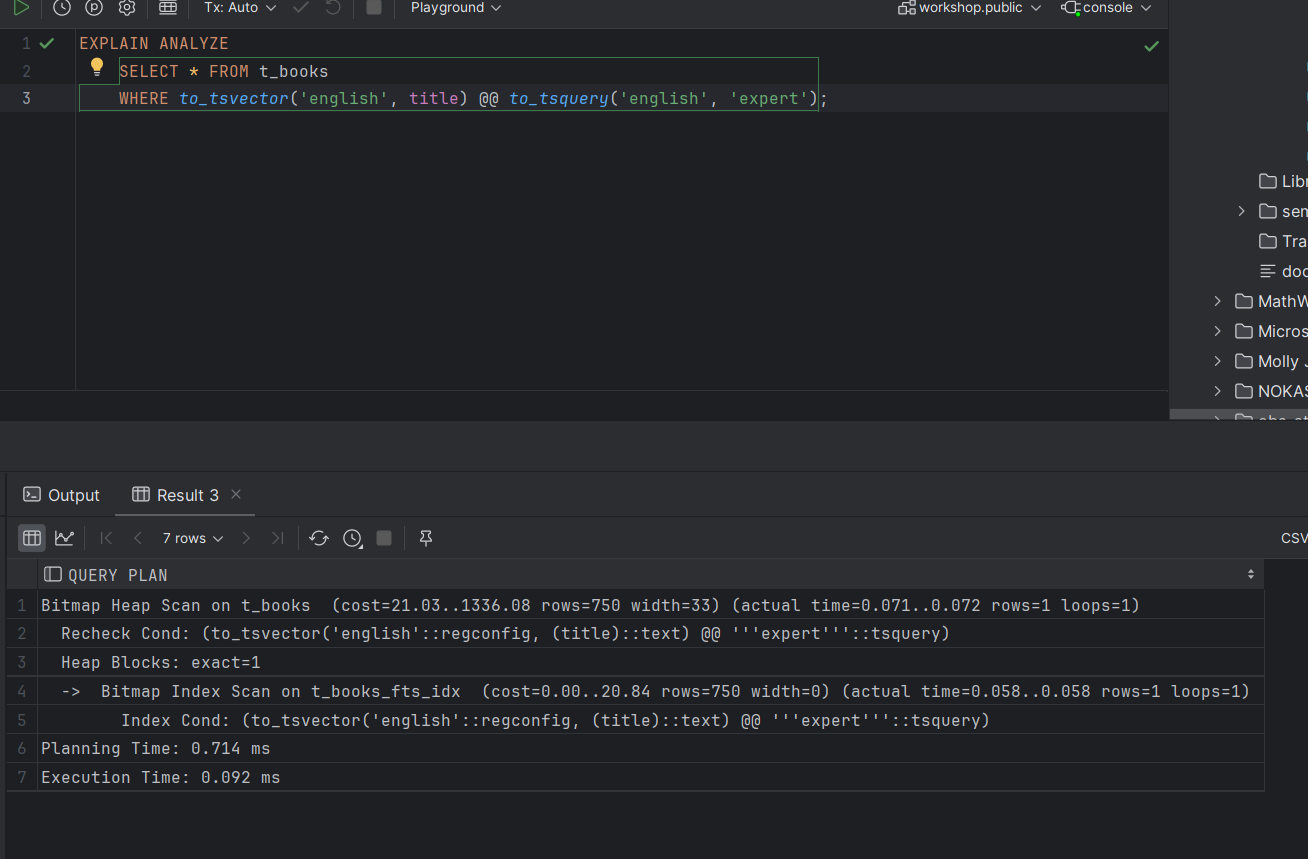 Tx: Auto
Playground
workshop.public
console
1
EXPLAIN ANALYZE
2
SELECT * FROM t_books
3
WHERE to_tsvector('english', title) @@ to_tsquery('english', 'expert');
Libr
sem
Tra
doc
MathW
Micros
Molly J
NOKAS
Output
Result 3
7 rows
CSV
QUERY PLAN
1 Bitmap Heap Scan on t_books  (cost=21.03..1336.08 rows=750 width=33) (actual time=0.071..0.072 rows=1 loops=1)
2   Recheck Cond: (to_tsvector('english'::regconfig, (title)::text) @@ '''expert'''::tsquery)
3   Heap Blocks: exact=1
4   ->  Bitmap Index Scan on t_books_fts_idx  (cost=0.00..20.84 rows=750 width=0) (actual time=0.058..0.058 rows=1 loops=1)
5         Index Cond: (to_tsvector('english'::regconfig, (title)::text) @@ '''expert'''::tsquery)
6 Planning Time: 0.714 ms
7 Execution Time: 0.092 ms